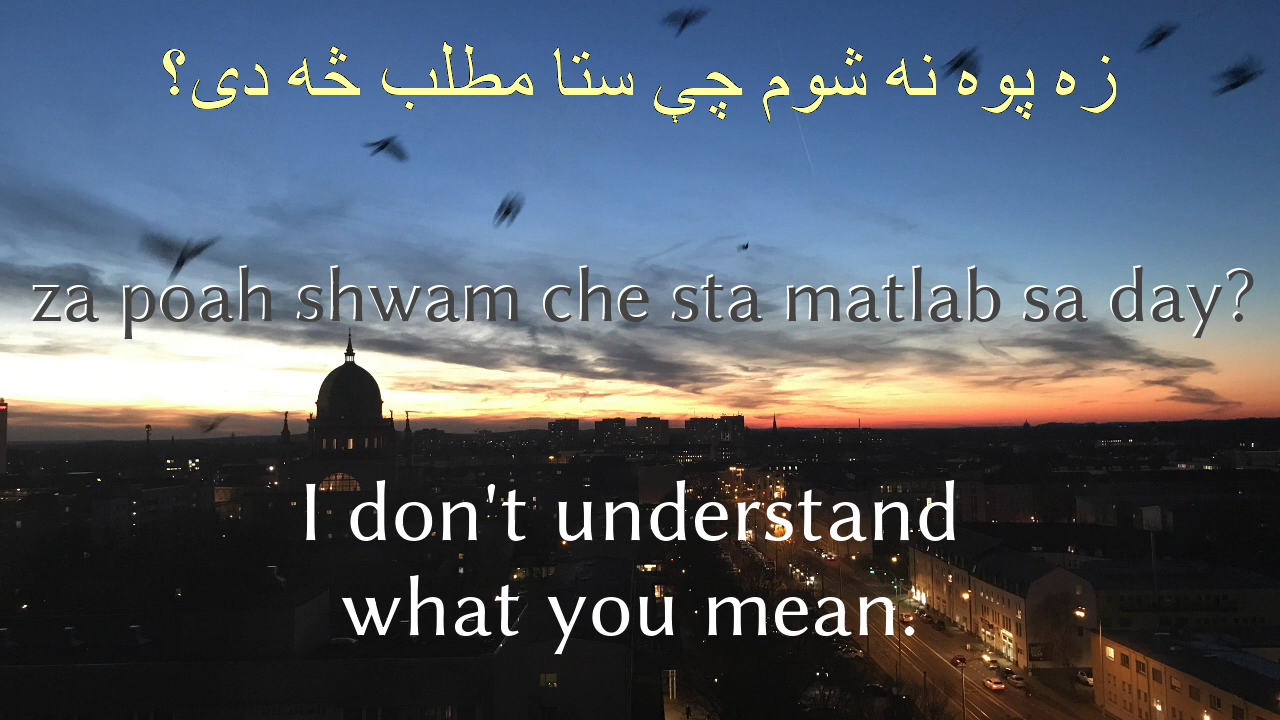 زه پوه نه شوم چې ستا مطلب څه دی؟
za poah shwam che sta matlab sa day?
I don't understand
what you mean.